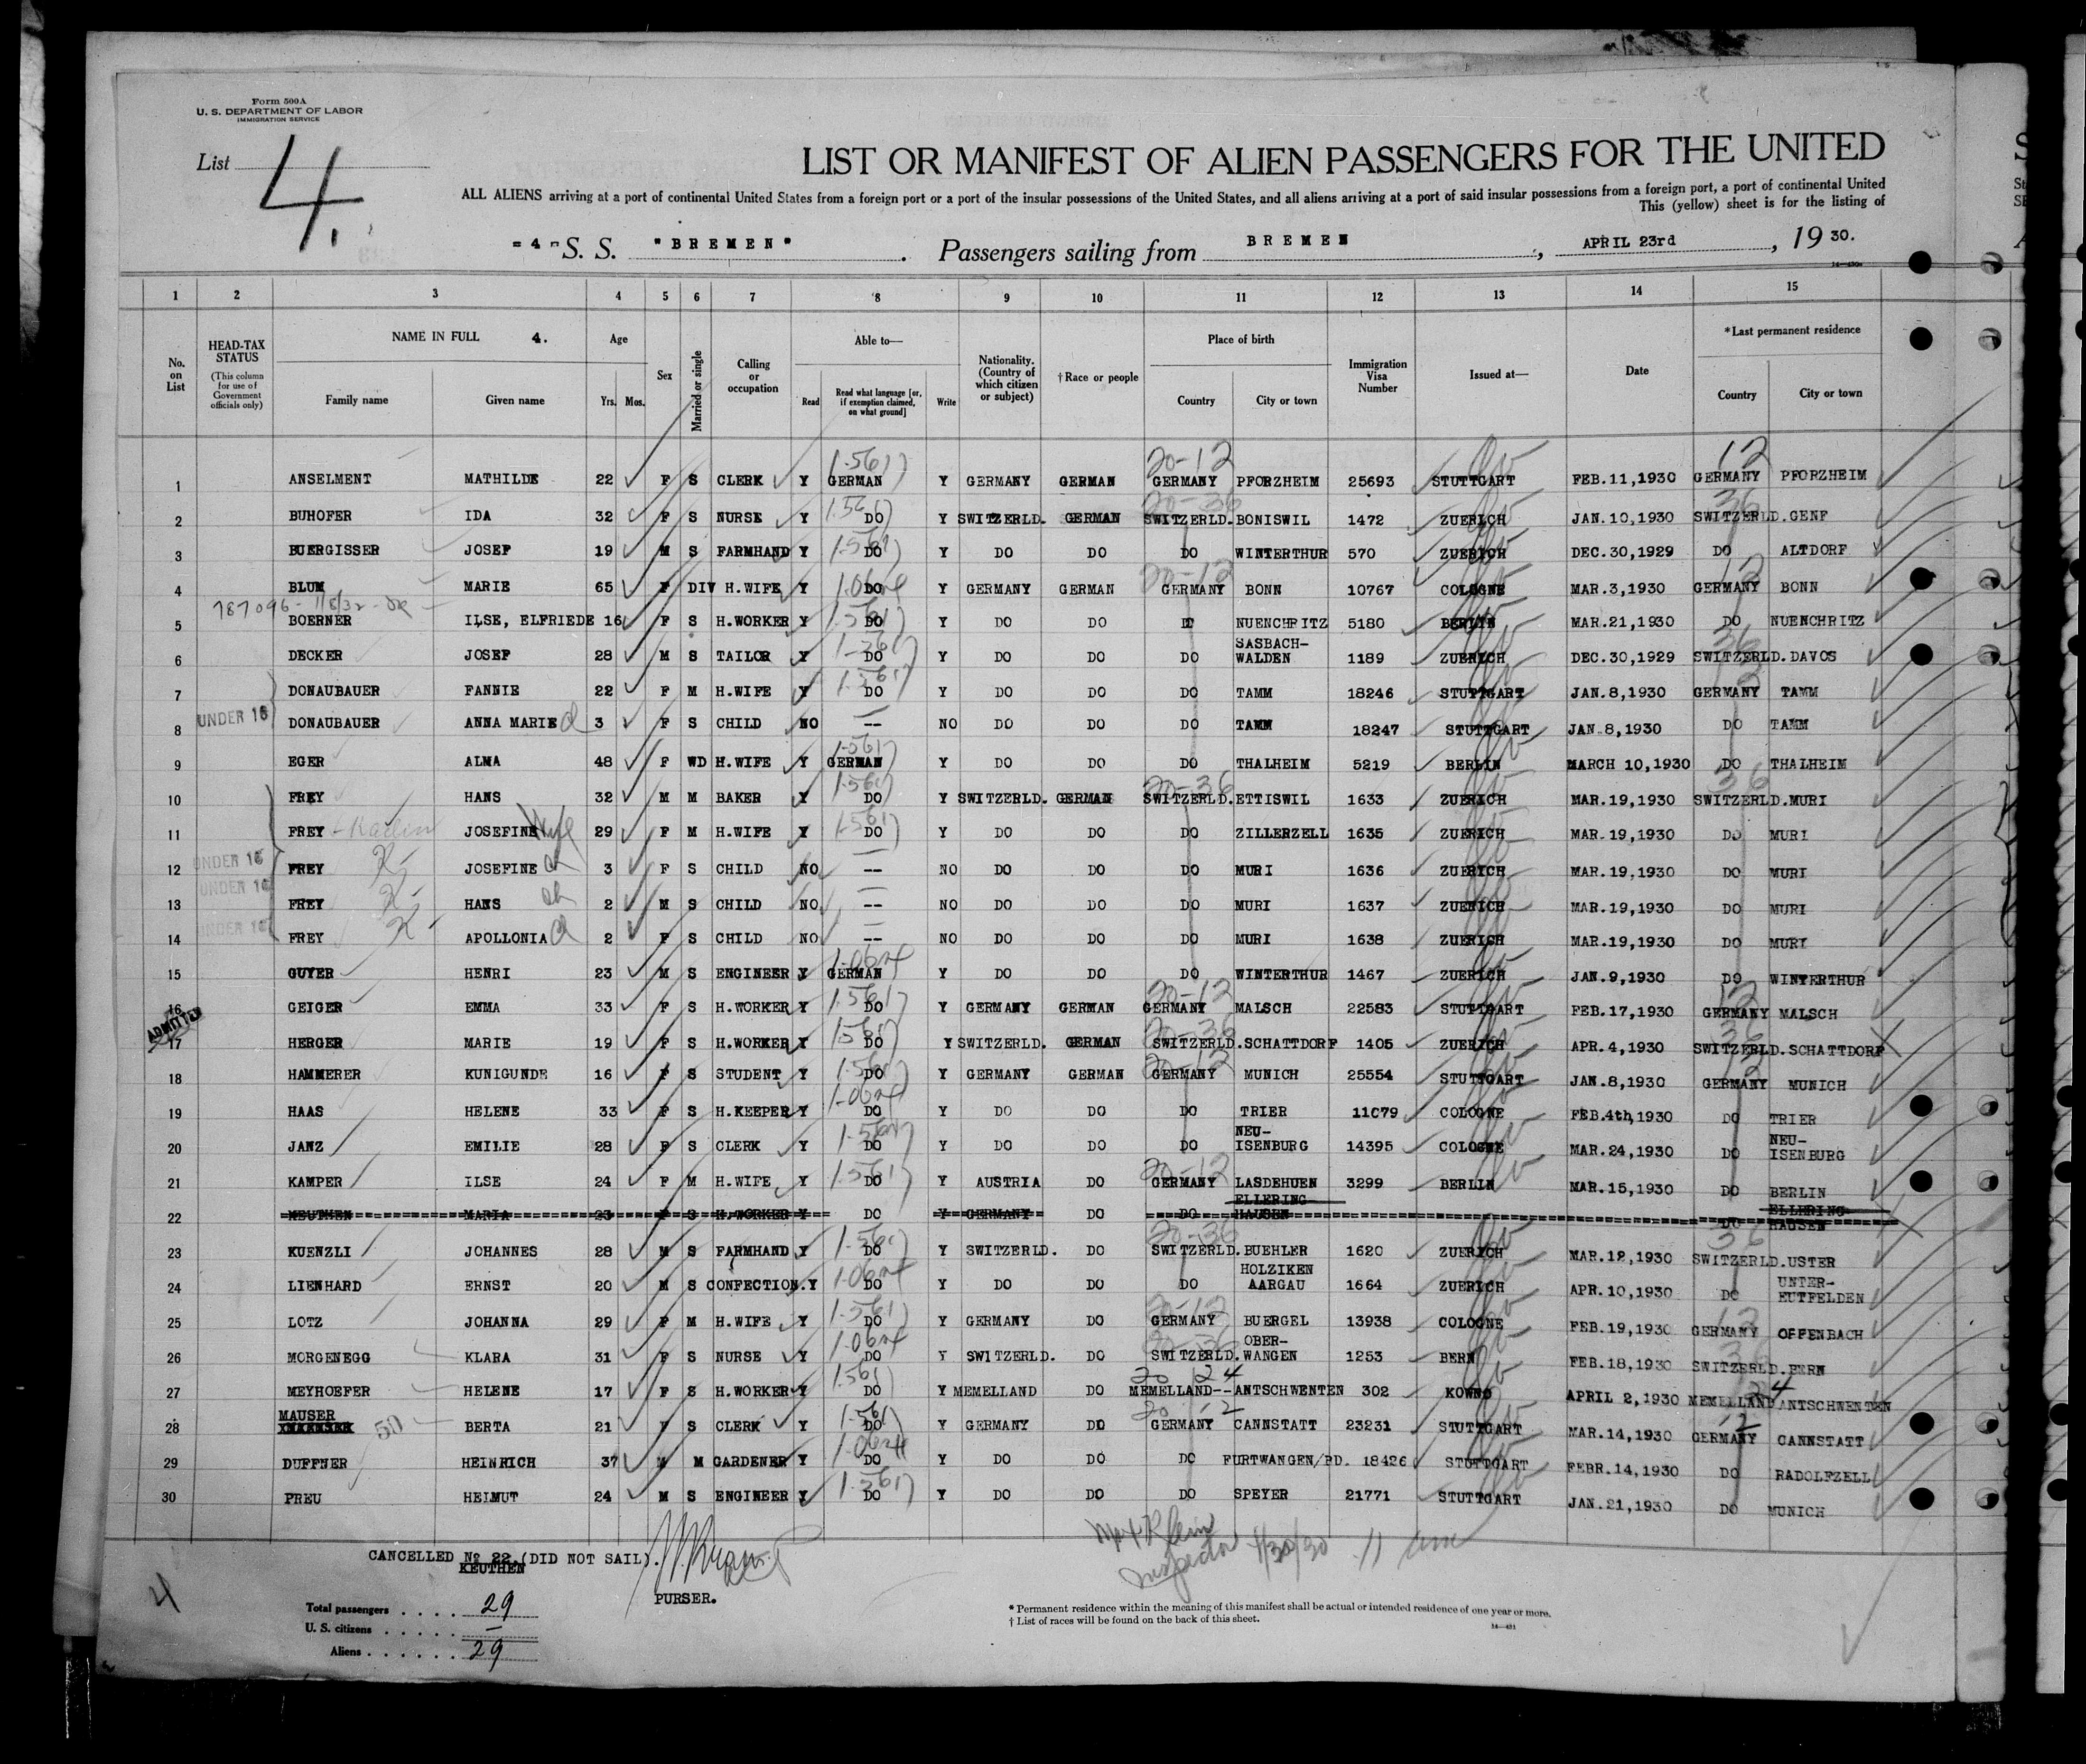 Form 500A
U. S. DEPARTMENT OF LABOR
IMMIGRATION SERVICE
List 4.
LIST OR MANIFEST OF ALIEN PASSENGERS FOR THE UNITED
ALL ALIENS arriving at a port of continental United States from a foreign port or a port of the insular possessions of the United States, and all aliens arriving at a port of said insular possessions from a foreign port, a port of continental United
This (yellow) sheet is for the listing of
= 4 = S. S. "BREMEN". Passengers sailing from BREMEN, APRIL 23rd, 19 30.
1 2 3 4 5 6 7 8 9 10 11 12 13 14 15
No. on List
HEAD-TAX STATUS (This column for use of Government officials only)
NAME IN FULL 4.
Family name Given name
Age Yrs. Mos.
Sex
Married or single
Calling or occupation
Able to—
Read Read what language [or, if exemption claimed, on what ground] Write
Nationality. (Country of which citizen or subject)
†Race or people
Place of birth
Country City or town
Immigration Visa Number
Issued at—
Date
*Last permanent residence
Country City or town
1 ANSELMENT MATHILDE 22 F S CLERK Y GERMAN Y GERMANY GERMAN GERMANY PFORZHEIM 25693 STUTTGART FEB.11,1930 GERMANY PFORZHEIM
2 BUHOFER IDA 32 F S NURSE Y DO Y SWITZERLD. GERMAN SWITZERLD. BONISWIL 1472 ZUERICH JAN.10,1930 SWITZERLD. GENF
3 BUERGISSER JOSEF 19 M S FARMHAND Y DO Y DO DO DO WINTERTHUR 570 ZUERICH DEC.30,1929 DO ALTDORF
4 BLUM MARIE 65 F DIV H.WIFE Y DO Y GERMANY GERMAN GERMANY BONN 10767 COLOGNE MAR.3,1930 GERMANY BONN
787096 - 11/8/32
5 BOERNER ILSE, ELFRIEDE 16 F S H.WORKER Y DO Y DO DO DO NUENCHRITZ 5180 BERLIN MAR.21,1930 DO NUENCHRITZ
6 DECKER JOSEF 28 M S TAILOR Y DO Y DO DO DO SASBACH-WALDEN 1189 ZUERICH DEC.30,1929 SWITZERLD. DAVOS
7 DONAUBAUER FANNIE 22 F M H.WIFE Y DO Y DO DO DO TAMM 18246 STUTTGART JAN.8,1930 GERMANY TAMM
UNDER 16
8 DONAUBAUER ANNA MARIE 3 F S CHILD NO -- NO DO DO DO TAMM 18247 STUTTGART JAN.8,1930 DO TAMM
9 EGER ALMA 48 F WD H.WIFE Y GERMAN Y DO DO DO THALHEIM 5219 BERLIN MARCH 10,1930 DO THALHEIM
10 FREY HANS 32 M M BAKER Y DO Y SWITZERLD. GERMAN SWITZERLD. ETTISWIL 1633 ZUERICH MAR.19,1930 SWITZERLD. MURI
11 FREY JOSEFINE Wife 29 F M H.WIFE Y DO Y DO DO DO ZILLERZELL 1635 ZUERICH MAR.19,1930 DO MURI
UNDER 16
12 FREY JOSEFINE 3 F S CHILD NO -- NO DO DO DO MURI 1636 ZUERICH MAR.19,1930 DO MURI
UNDER 16
13 FREY HANS 2 M S CHILD NO -- NO DO DO DO MURI 1637 ZUERICH MAR.19,1930 DO MURI
UNDER 16
14 FREY APOLLONIA 2 F S CHILD NO -- NO DO DO DO MURI 1638 ZUERICH MAR.19,1930 DO MURI
15 GUYER HENRI 23 M S ENGINEER Y GERMAN Y DO DO DO WINTERTHUR 1467 ZUERICH JAN.9,1930 DO WINTERTHUR
16 GEIGER EMMA 33 F S H.WORKER Y DO Y GERMANY GERMAN GERMANY MALSCH 22583 STUTTGART FEB.17,1930 GERMANY MALSCH
ADMITTED
17 HERGER MARIE 19 F S H.WORKER Y DO Y SWITZERLD. GERMAN SWITZERLD. SCHATTDORF 1405 ZUERICH APR.4,1930 SWITZERLD. SCHATTDORF
18 HAMMERER KUNIGUNDE 16 F S STUDENT Y DO Y GERMANY GERMAN GERMANY MUNICH 25554 STUTTGART JAN.8,1930 GERMANY MUNICH
19 HAAS HELENE 33 F S H.KEEPER Y DO Y DO DO DO TRIER 11079 COLOGNE FEB.4th,1930 DO TRIER
20 JANZ EMILIE 28 F S CLERK Y DO Y DO DO DO NEU-ISENBURG 14395 COLOGNE MAR.24,1930 DO NEU-ISENBURG
21 KAMPER ILSE 24 F M H.WIFE Y DO Y AUSTRIA DO GERMANY LASDEHUEN 3299 BERLIN MAR.15,1930 DO BERLIN
22 KEUTHEN MARIA 23 F S H.WORKER Y DO Y GERMANY DO ELLERING HAUSEN DO ELLERING HAUSEN
23 KUENZLI JOHANNES 28 M S FARMHAND Y DO Y SWITZERLD. DO SWITZERLD. BUEHLER 1620 ZUERICH MAR.12,1930 SWITZERLD. USTER
24 LIENHARD ERNST 20 M S CONFECTION. Y DO Y DO DO DO HOLZIKEN AARGAU 1664 ZUERICH APR.10,1930 DO UNTER-EUTFELDEN
25 LOTZ JOHANNA 29 F M H.WIFE Y DO Y GERMANY DO GERMANY BUERGEL 13938 COLOGNE FEB.19,1930 GERMANY OFFENBACH
26 MORGENEGG KLARA 31 F S NURSE Y DO Y SWITZERLD. DO SWITZERLD. OBER-WANGEN 1253 BERN FEB.18,1930 SWITZERLD. BERN
27 MEYHOEFER HELENE 17 F S H.WORKER Y DO Y MEMELLAND DO MEMELLAND-- ANTSCHWENTEN 302 KOWNO APRIL 2,1930 MEMELLAND ANTSCHWENTEN
28 MAUSER BERTA 21 F S CLERK Y DO Y GERMANY DO GERMANY CANNSTATT 23231 STUTTGART MAR.14,1930 GERMANY CANNSTATT
29 DUFFNER HEINRICH 37 M M GARDENER Y DO Y DO DO DO FURTWANGEN/BD. 18426 STUTTGART FEBR.14,1930 DO RADOLFZELL
30 PREU HELMUT 24 M S ENGINEER Y DO Y DO DO DO SPEYER 21771 STUTTGART JAN.21,1930 DO MUNICH
CANCELLED No 22 (DID NOT SAIL).
KEUTHEN
PURSER.
Max Klein
Inspector 4/30/30
4
Total passengers . . . . 29
U. S. citizens . . . . . —
Aliens . . . . . . 29
* Permanent residence within the meaning of this manifest shall be actual or intended residence of one year or more.
† List of races will be found on the back of this sheet.
14—431